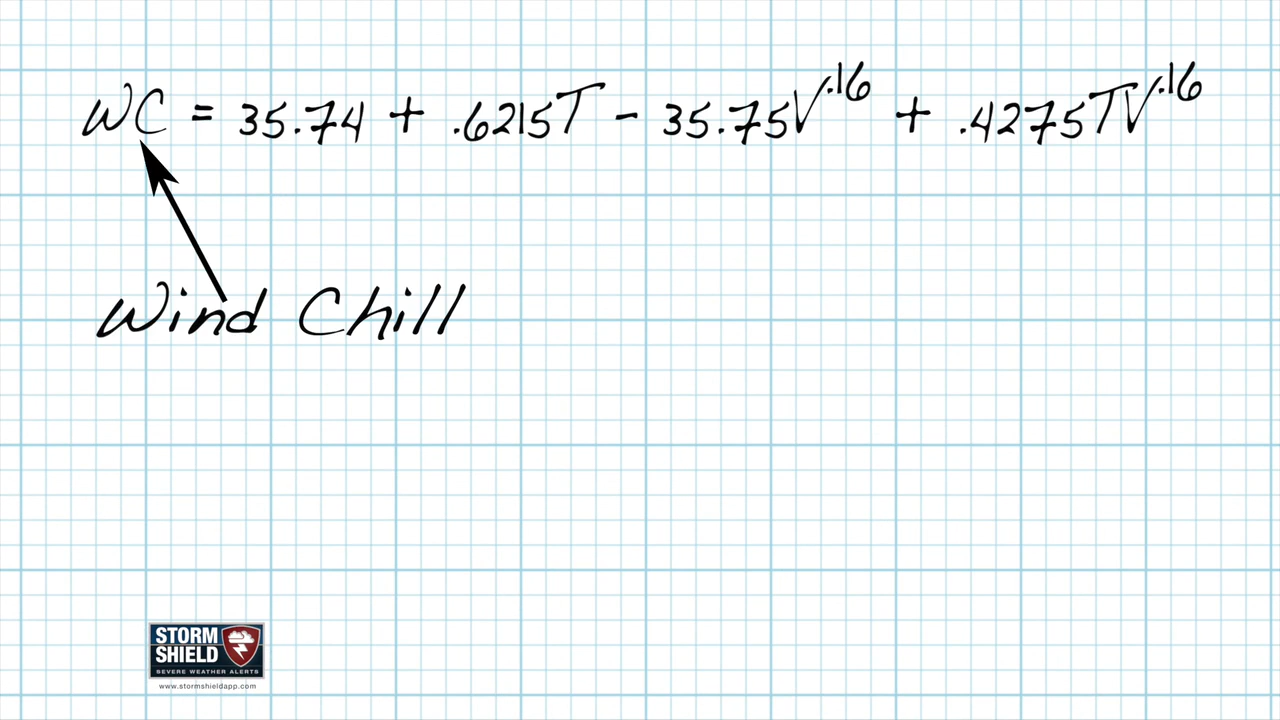 WC = 35.74 + .6215T - 35.75V^.16 + .4275TV^.16
Wind Chill
STORM
SHIELD
SEVERE WEATHER ALERTS
www.stormshieldapp.com